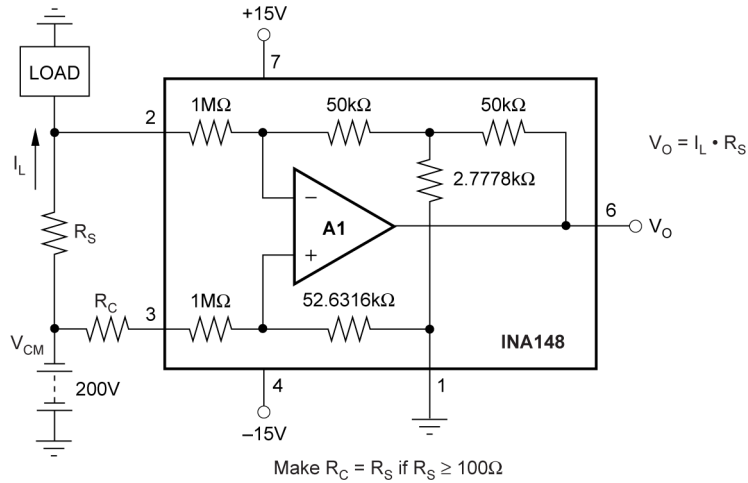 +15V
7
LOAD
2
1MΩ
50kΩ
50kΩ
V_O = I_L • R_S
I_L
2.7778kΩ
–
A1
+
6
V_O
R_S
R_C
3
1MΩ
52.6316kΩ
INA148
V_CM
200V
4
1
–15V
Make R_C = R_S if R_S ≥ 100Ω